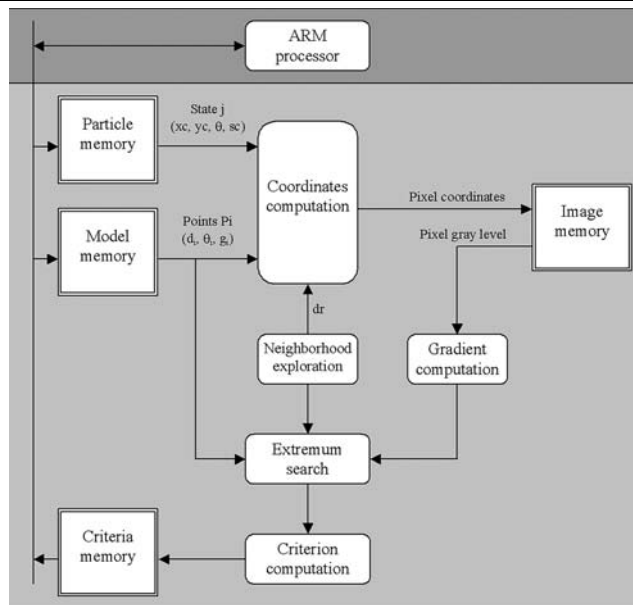 ARM
processor
Particle
memory
State j
(xc, yc, θ, sc)
Coordinates
computation
Pixel coordinates
Image
memory
Model
memory
Points Pi
(dᵢ, θᵢ, gᵢ)
Pixel gray level
dr
Neighborhood
exploration
Gradient
computation
Extremum
search
Criteria
memory
Criterion
computation